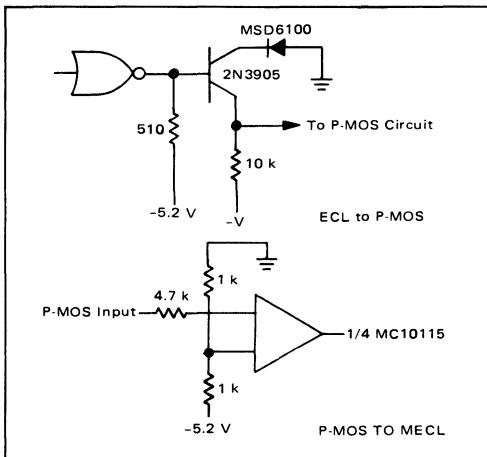 MSD6100
2N3905
510
To P-MOS Circuit
10 k
-5.2 V
-V
ECL to P-MOS
1 k
4.7 k
P-MOS Input
1/4 MC10115
1 k
-5.2 V
P-MOS TO MECL